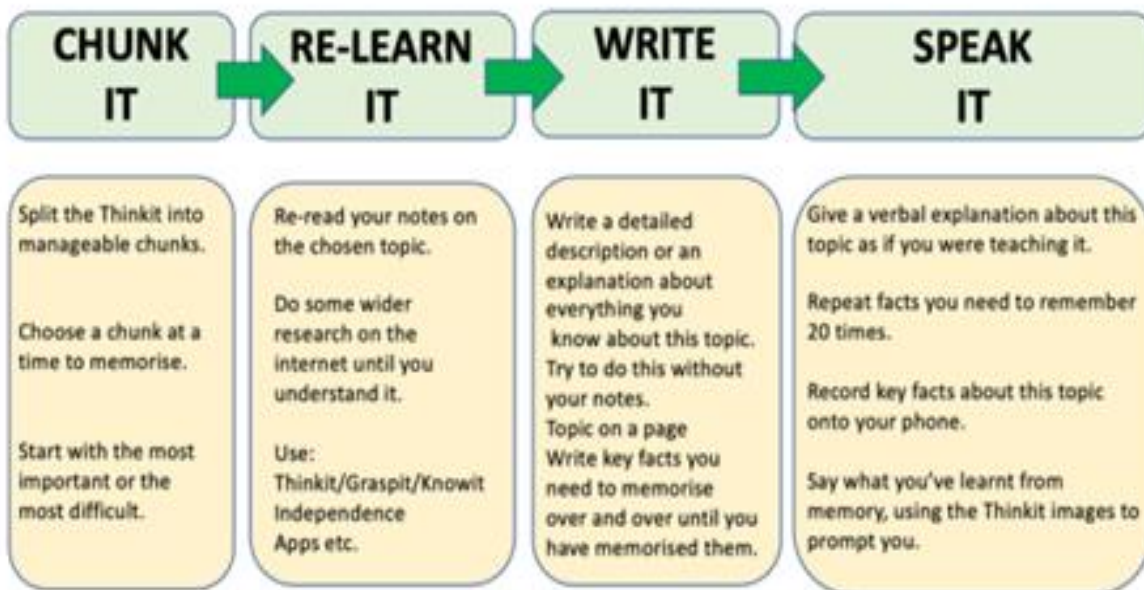 CHUNK
IT
RE-LEARN
IT
WRITE
IT
SPEAK
IT
Split the Thinkit into
manageable chunks.
Choose a chunk at a
time to memorise.
Start with the most
important or the
most difficult.
Re-read your notes on
the chosen topic.
Do some wider
research on the
internet until you
understand it.
Use:
Thinkit/Graspit/Knowit
Independence
Apps etc.
Write a detailed
description or an
explanation about
everything you
know about this topic.
Try to do this without
your notes.
Topic on a page
Write key facts you
need to memorise
over and over until you
have memorised them.
Give a verbal explanation about this
topic as if you were teaching it.
Repeat facts you need to remember
20 times.
Record key facts about this topic
onto your phone.
Say what you've learnt from
memory, using the Thinkit images to
prompt you.